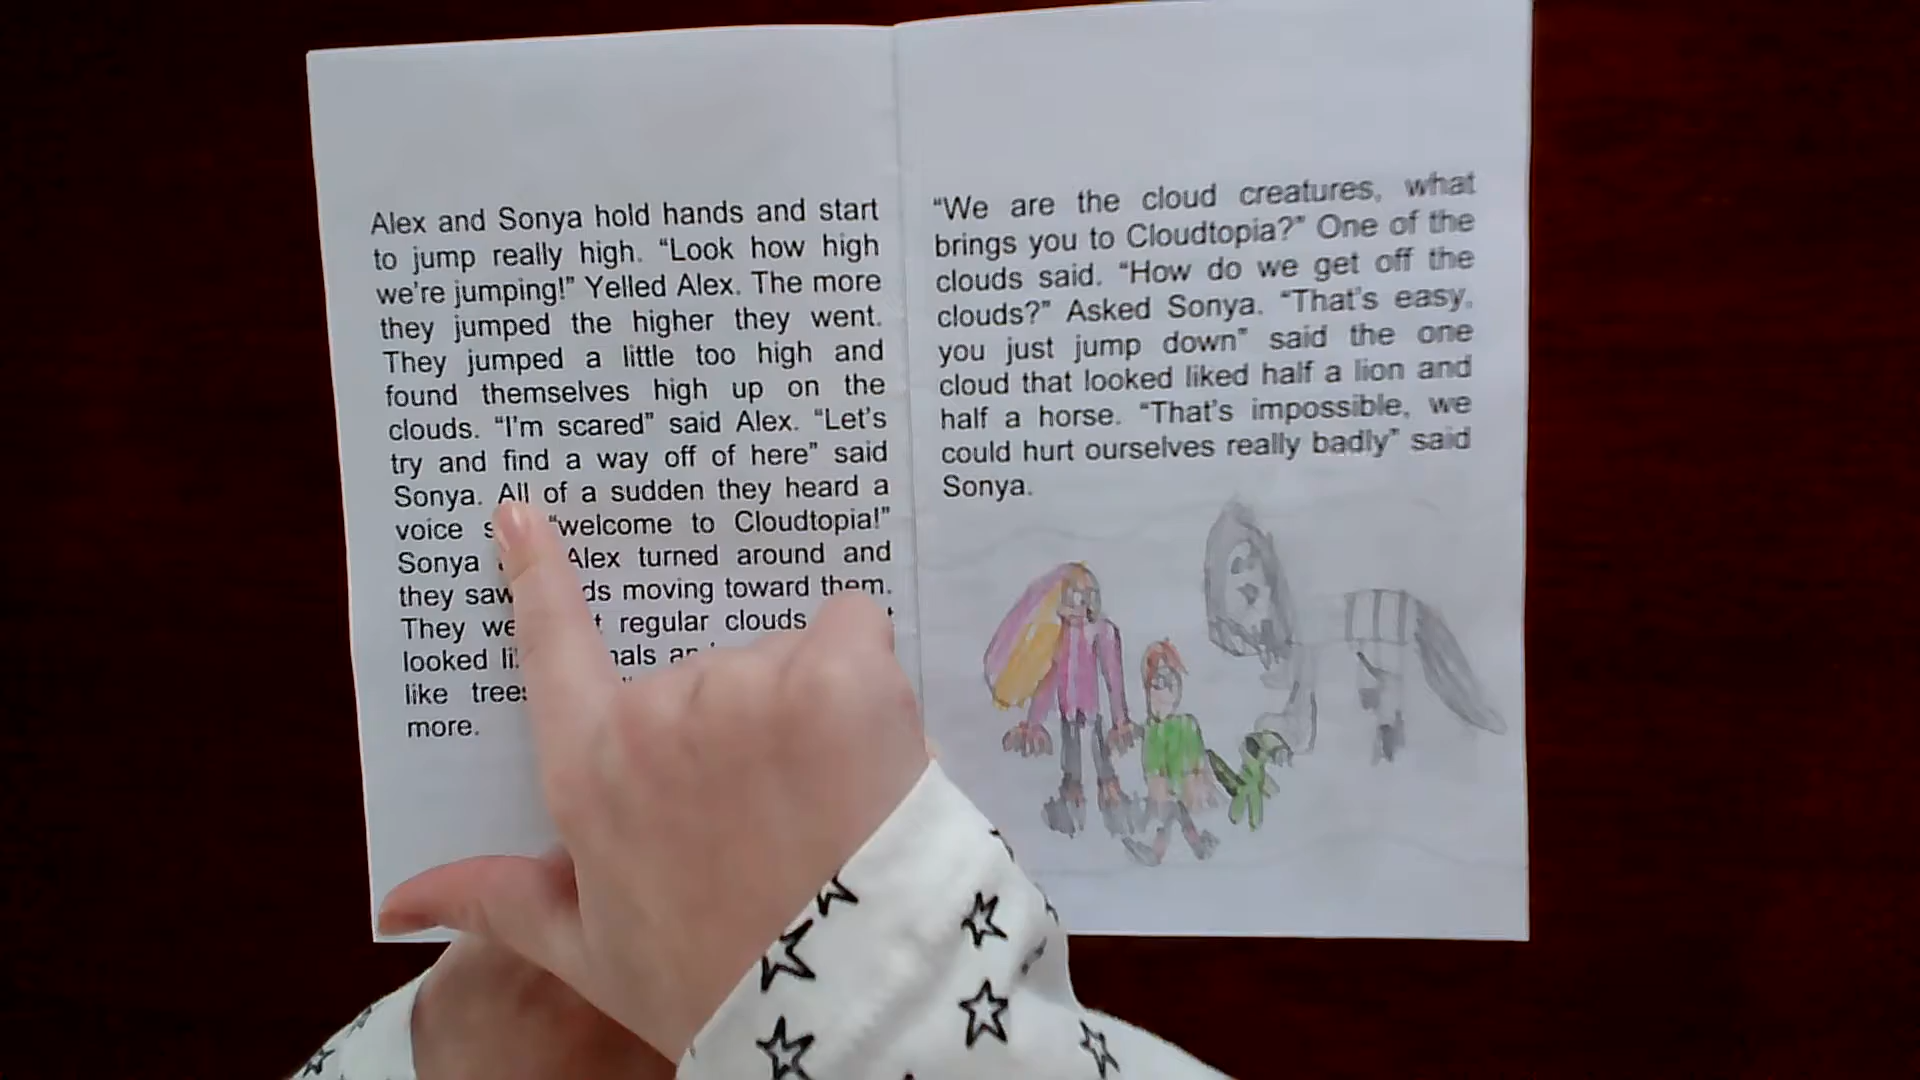 Alex and Sonya hold hands and start
to jump really high. “Look how high
we're jumping!” Yelled Alex. The more
they jumped the higher they went.
They jumped a little too high and
found themselves high up on the
clouds. “I'm scared” said Alex. “Let's
try and find a way off of here” said
Sonya. All of a sudden they heard a
voice “welcome to Cloudtopia!”
Sonya Alex turned around and
they saw moving toward them.
They regular clouds
looked
like
more.
“We are the cloud creatures, what
brings you to Cloudtopia?” One of the
clouds said. “How do we get off the
clouds?” Asked Sonya. “That's easy,
you just jump down” said the one
cloud that looked liked half a lion and
half a horse. “That's impossible, we
could hurt ourselves really badly” said
Sonya.